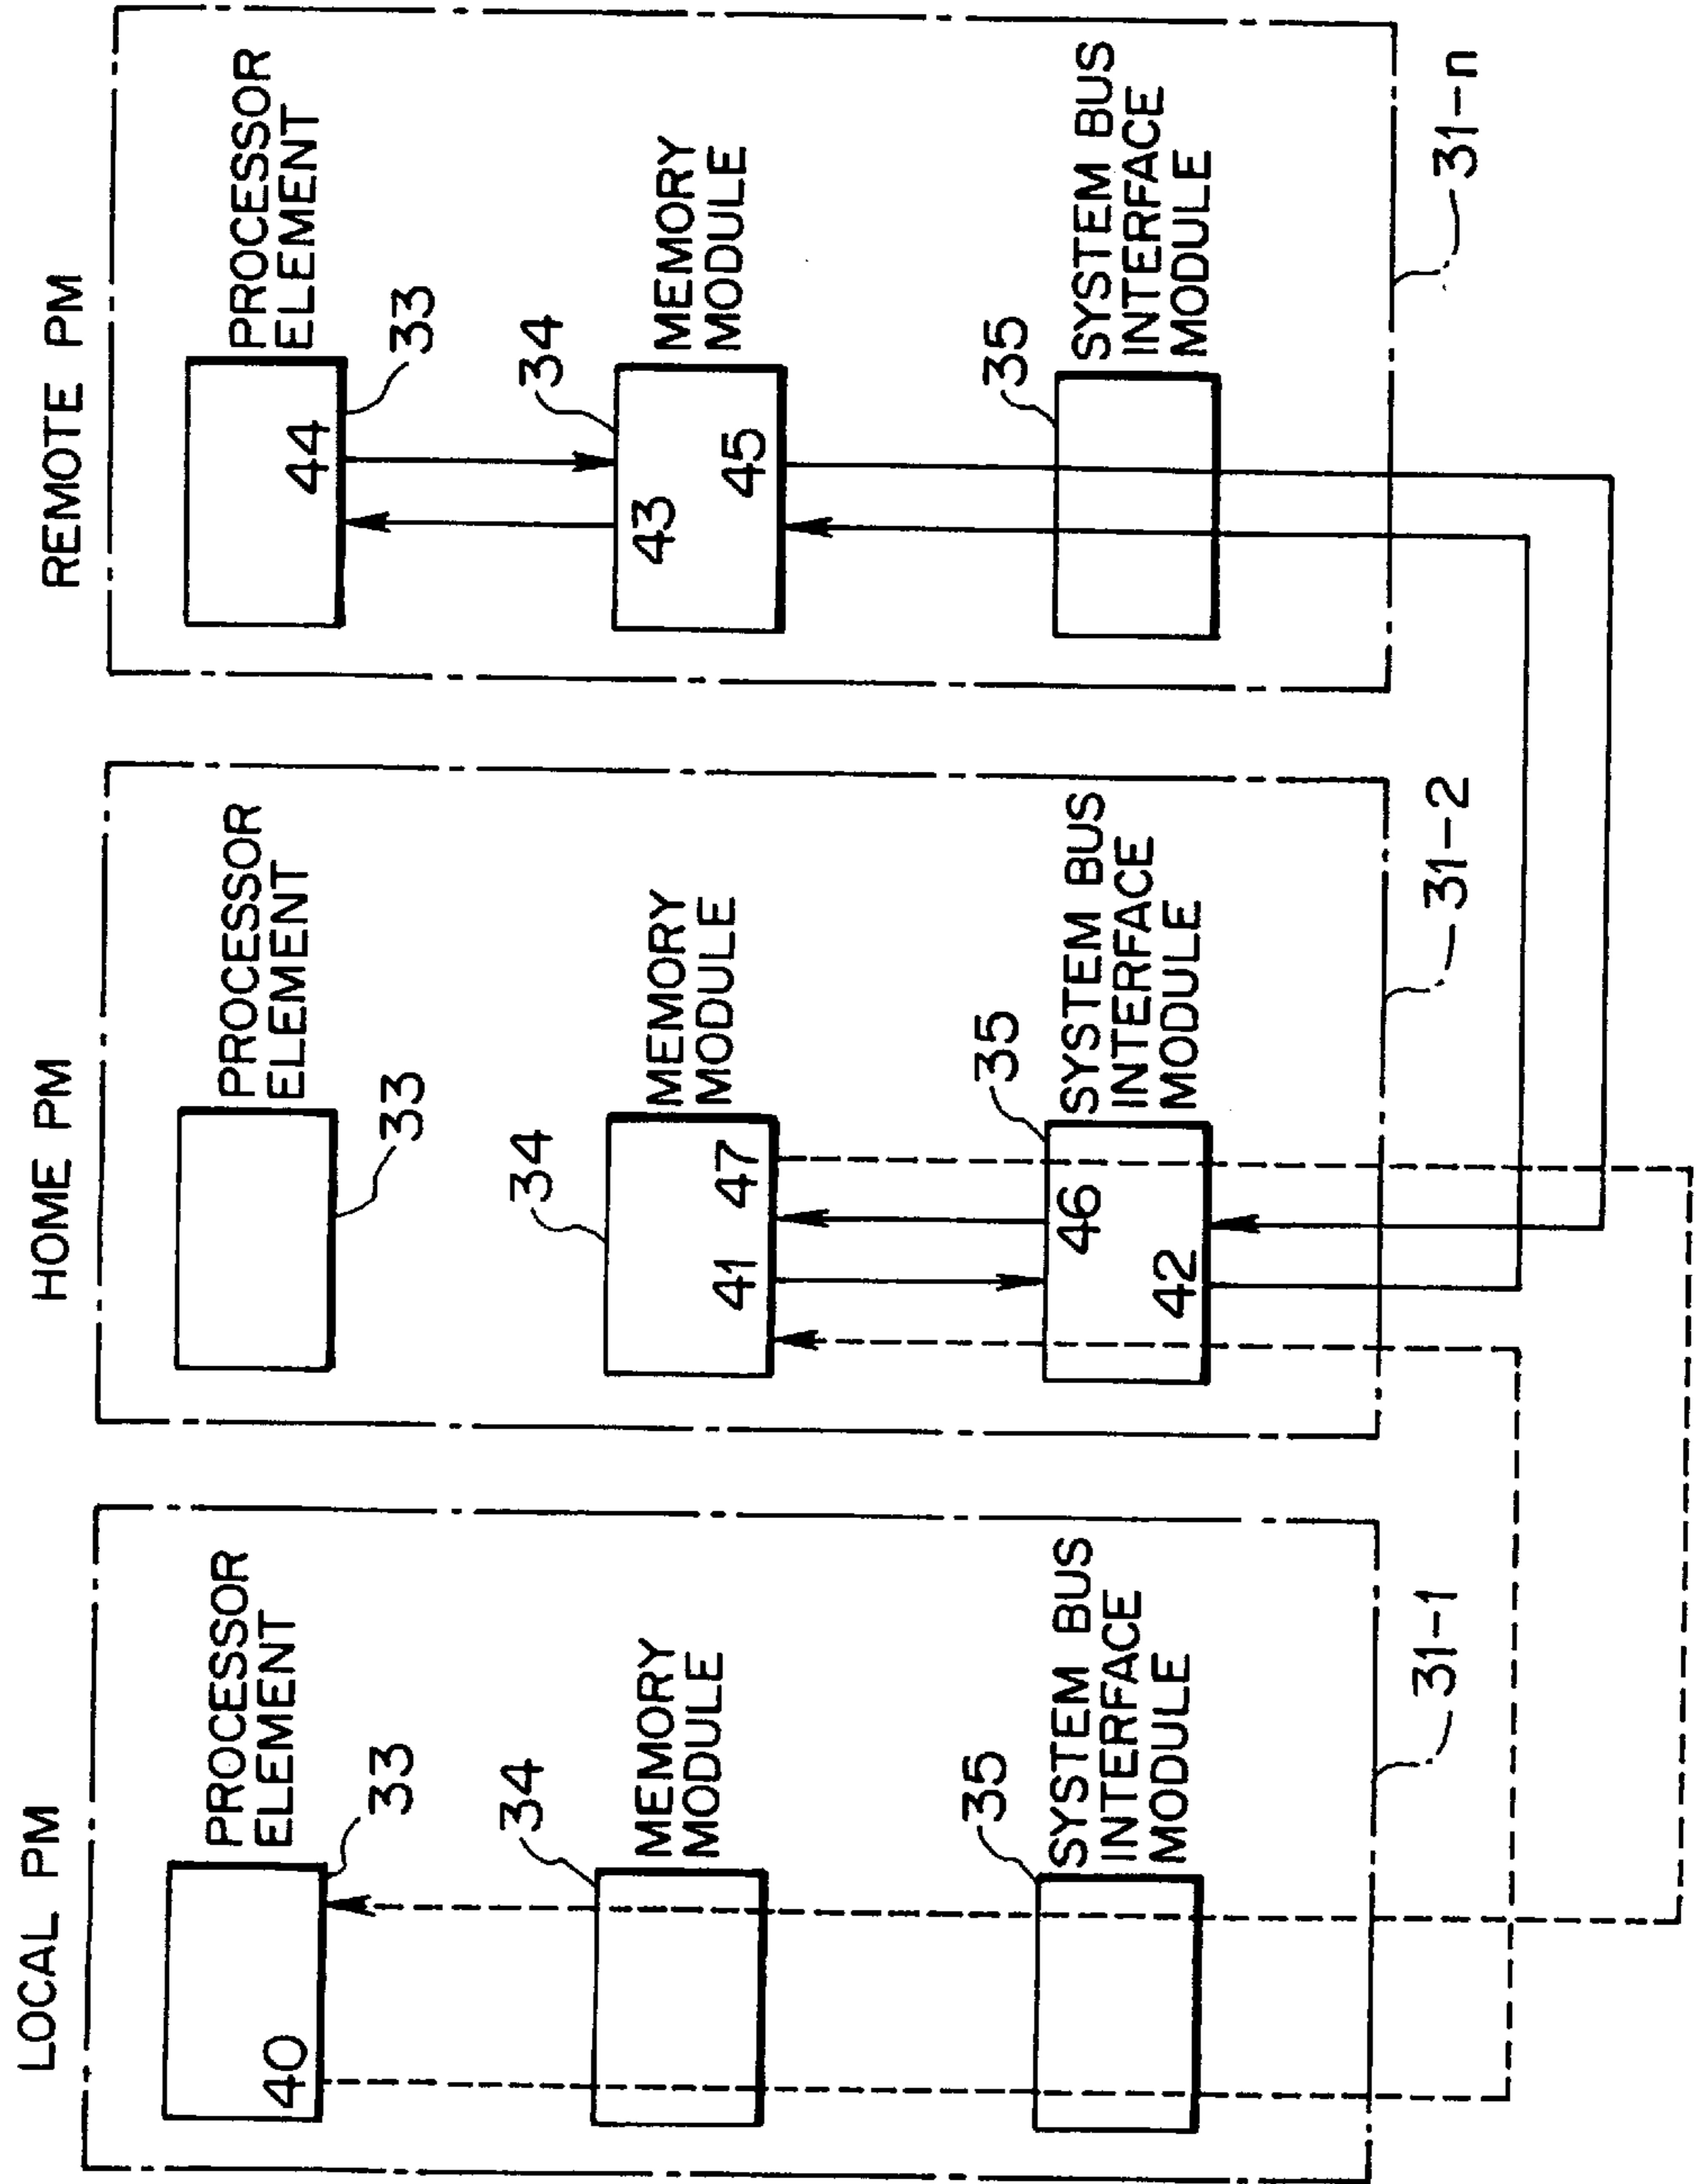 LOCAL PM
PROCESSOR
ELEMENT
40
33
34
MEMORY
MODULE
35
SYSTEM BUS
INTERFACE
MODULE
31-1
HOME PM
PROCESSOR
ELEMENT
33
34
MEMORY
MODULE
41
47
35
SYSTEM BUS
INTERFACE
MODULE
46
42
31-2
REMOTE PM
PROCESSOR
ELEMENT
44
33
34
MEMORY
MODULE
43
45
35
SYSTEM BUS
INTERFACE
MODULE
31-n